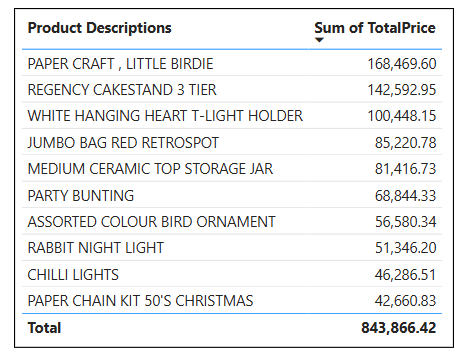 Product Descriptions Sum of TotalPrice
PAPER CRAFT , LITTLE BIRDIE 168,469.60
REGENCY CAKESTAND 3 TIER 142,592.95
WHITE HANGING HEART T-LIGHT HOLDER 100,448.15
JUMBO BAG RED RETROSPOT 85,220.78
MEDIUM CERAMIC TOP STORAGE JAR 81,416.73
PARTY BUNTING 68,844.33
ASSORTED COLOUR BIRD ORNAMENT 56,580.34
RABBIT NIGHT LIGHT 51,346.20
CHILLI LIGHTS 46,286.51
PAPER CHAIN KIT 50'S CHRISTMAS 42,660.83
Total 843,866.42